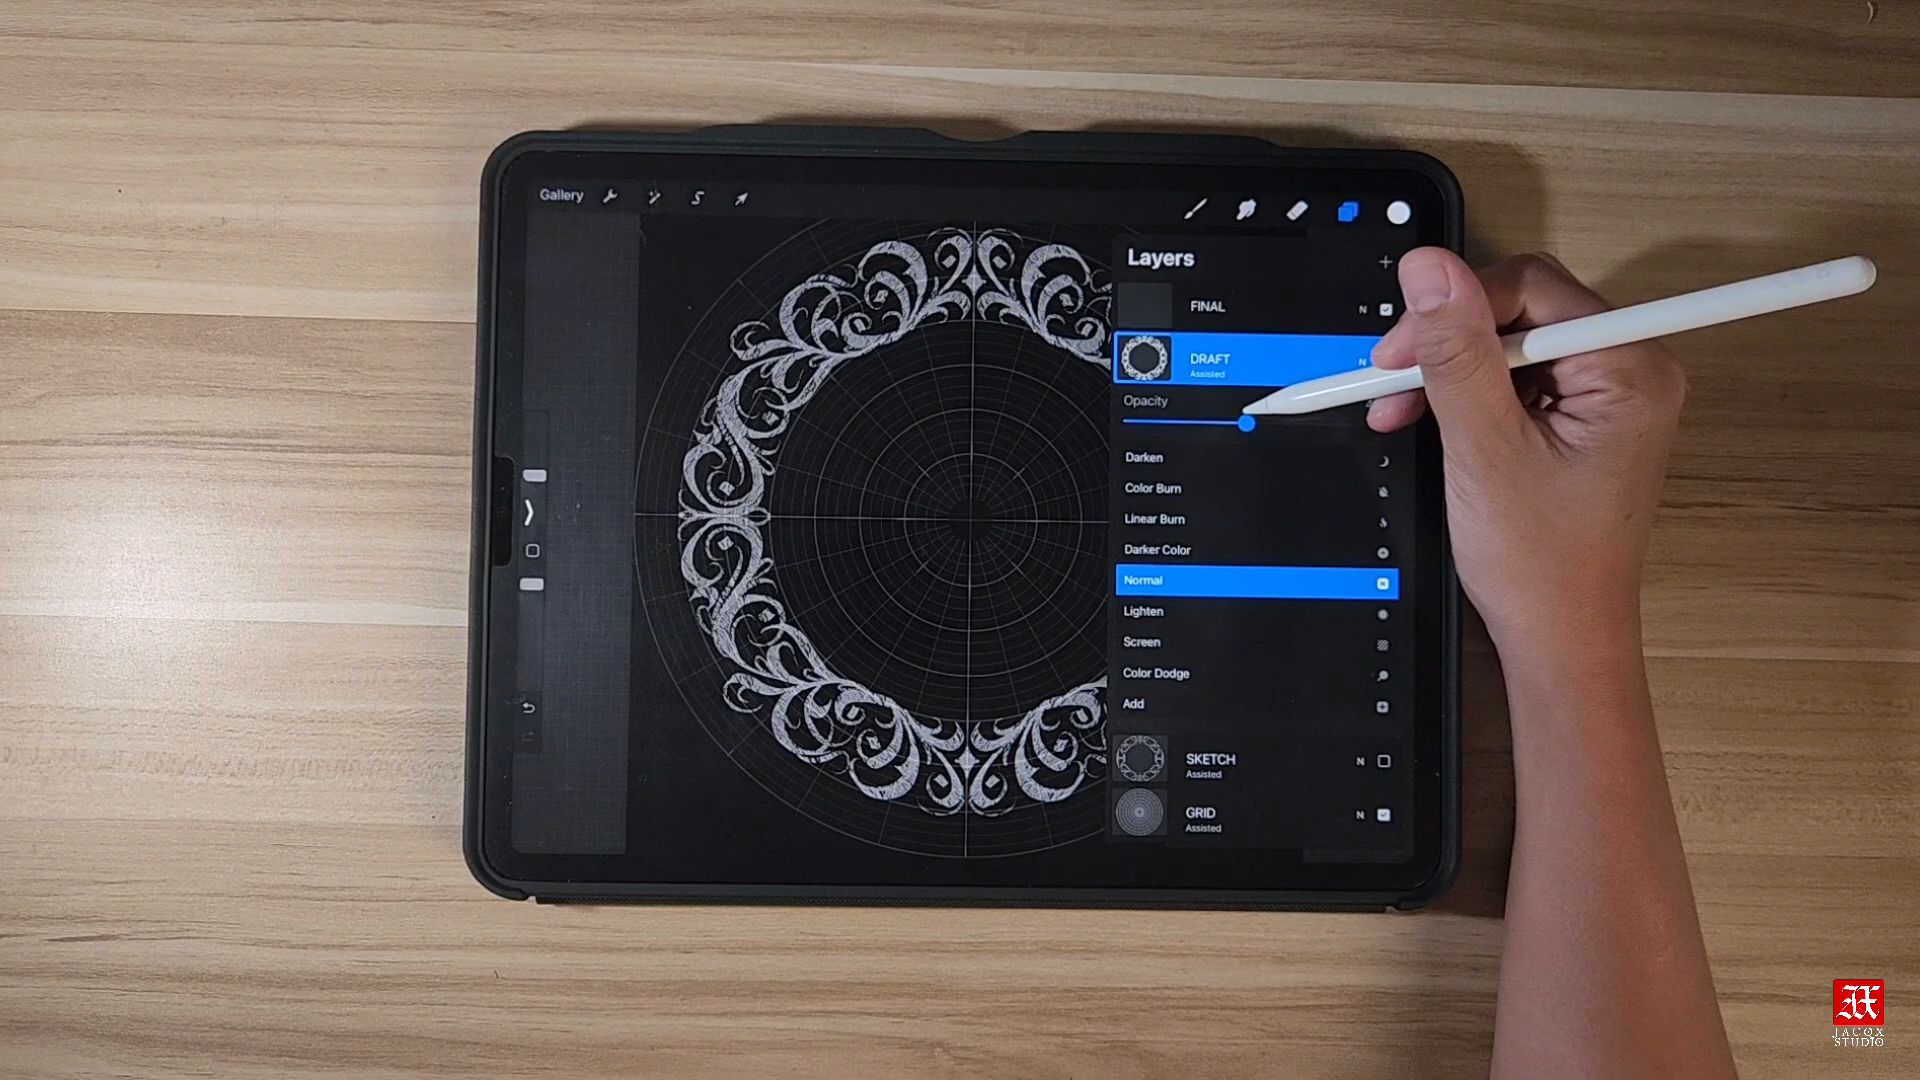 Gallery
Layers
FINAL
N
DRAFT
N
Assisted
Opacity
Darken
Color Burn
Linear Burn
Darker Color
Normal
N
Lighten
Screen
Color Dodge
Add
SKETCH
N
Assisted
GRID
N
Assisted
JACQX
STUDIO